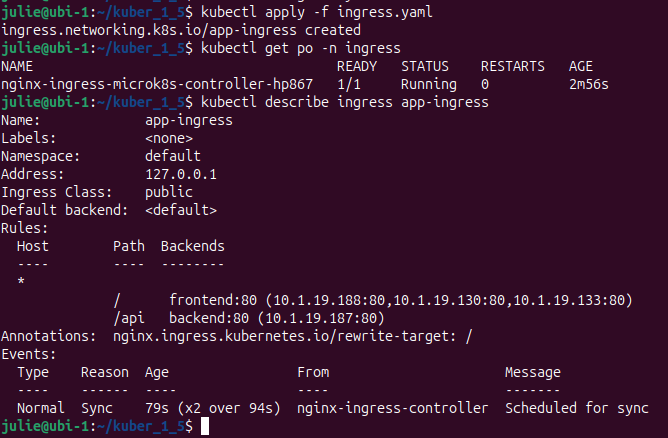 julie@ubi-1:~/kuber_1_5$ kubectl apply -f ingress.yaml
ingress.networking.k8s.io/app-ingress created
julie@ubi-1:~/kuber_1_5$ kubectl get po -n ingress
NAME                                      READY   STATUS    RESTARTS   AGE
nginx-ingress-microk8s-controller-hp867   1/1     Running   0          2m56s
julie@ubi-1:~/kuber_1_5$ kubectl describe ingress app-ingress
Name:             app-ingress
Labels:           <none>
Namespace:        default
Address:          127.0.0.1
Ingress Class:    public
Default backend:  <default>
Rules:
  Host        Path  Backends
  ----        ----  --------
  *
              /      frontend:80 (10.1.19.188:80,10.1.19.130:80,10.1.19.133:80)
              /api   backend:80 (10.1.19.187:80)
Annotations:  nginx.ingress.kubernetes.io/rewrite-target: /
Events:
  Type    Reason  Age                From                      Message
  ----    ------  ----               ----                      -------
  Normal  Sync    79s (x2 over 94s)  nginx-ingress-controller  Scheduled for sync
julie@ubi-1:~/kuber_1_5$